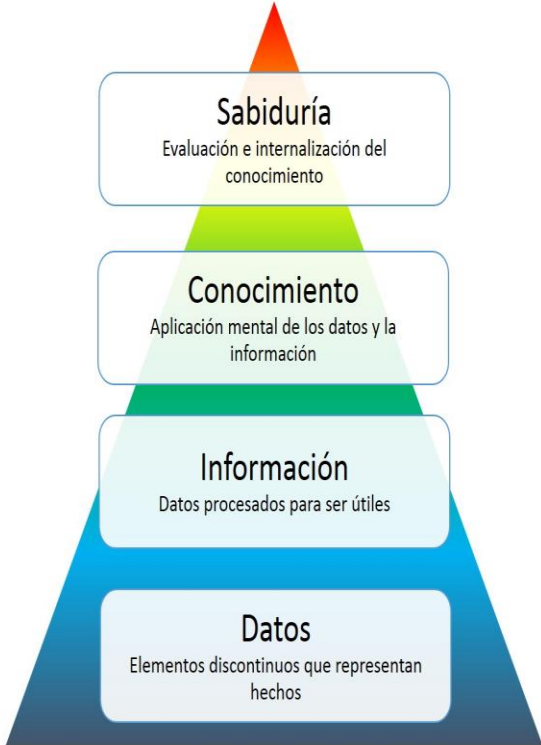 Sabiduría
Evaluación e internalización del
conocimiento
Conocimiento
Aplicación mental de los datos y la
información
Información
Datos procesados para ser útiles
Datos
Elementos discontinuos que representan
hechos